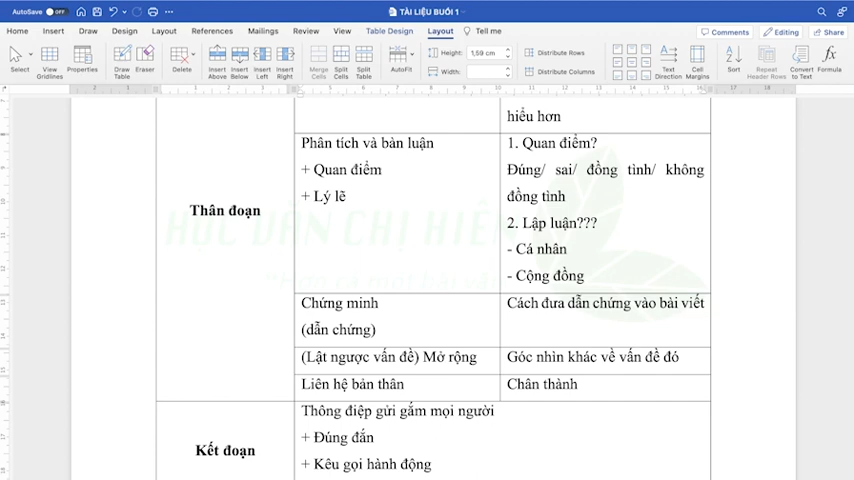 AutoSave OFF
TÀI LIỆU BUỔI 1
Home Insert Draw Design Layout References Mailings Review View Table Design Layout Tell me
Comments Editing Share
Select View Gridlines Properties Draw Table Eraser Delete Insert Above Insert Below Insert Left Insert Right Merge Cells Split Cells Split Table AutoFit
Height: 1,59 cm
Width:
Distribute Rows
Distribute Columns
Text Direction Cell Margins Sort Repeat Header Rows Convert to Text Formula
hiểu hơn
Thân đoạn
Phân tích và bàn luận
+ Quan điểm
+ Lý lẽ
1. Quan điểm?
Đúng/ sai/ đồng tình/ không
đồng tình
2. Lập luận???
- Cá nhân
- Cộng đồng
Chứng minh
(dẫn chứng)
Cách đưa dẫn chứng vào bài viết
(Lật ngược vấn đề) Mở rộng
Góc nhìn khác về vấn đề đó
Liên hệ bản thân
Chân thành
Kết đoạn
Thông điệp gửi gắm mọi người
+ Đúng đắn
+ Kêu gọi hành động
HỌC VĂN CHỊ HIÊN